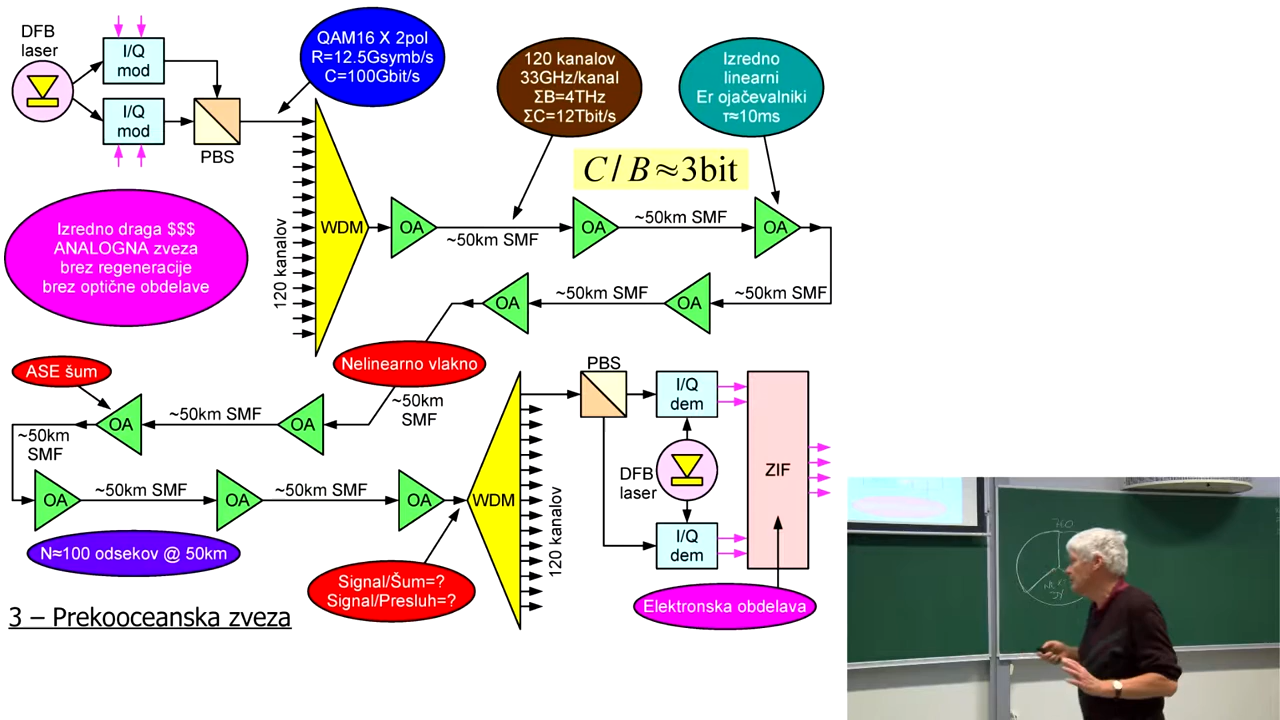 DFB
laser
I/Q
mod
I/Q
mod
PBS
QAM16 X 2pol
R=12.5Gsymb/s
C=100Gbit/s
120 kanalov
33GHz/kanal
ΣB=4THz
ΣC=12Tbit/s
Izredno
linearni
Er ojačevalniki
τ≈10ms
C / B ≈ 3bit
Izredno draga $$$
ANALOGNA zveza
brez regeneracije
brez optične obdelave
120 kanalov
WDM
OA
~50km SMF
OA
~50km SMF
OA
OA
~50km SMF
OA
~50km SMF
Nelinearno vlakno
ASE šum
OA
~50km SMF
OA
~50km
SMF
~50km
SMF
OA
~50km SMF
OA
~50km SMF
OA
WDM
120 kanalov
N≈100 odsekov @ 50km
Signal/Šum=?
Signal/Presluh=?
PBS
I/Q
dem
DFB
laser
I/Q
dem
ZIF
Elektronska obdelava
3 – Prekooceanska zveza